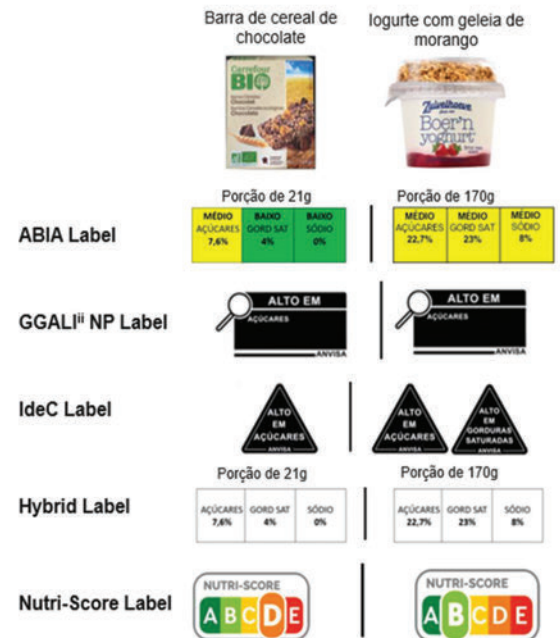 Barra de cereal de
chocolate
Iogurte com geleia de
morango
Carrefour
BIO
Zuivelhoeve
Boer'n
yoghurt
ABIA Label
Porção de 21g
MÉDIO
AÇÚCARES
7,6%
BAIXO
GORD SAT
4%
BAIXO
SÓDIO
0%
Porção de 170g
MÉDIO
AÇÚCARES
22,7%
MÉDIO
GORD SAT
23%
MÉDIO
SÓDIO
8%
GGALIⁱⁱ NP Label
ALTO EM
AÇÚCARES
ANVISA
ALTO EM
AÇÚCARES
ANVISA
IdeC Label
ALTO
EM
AÇÚCARES
ANVISA
ALTO
EM
AÇÚCARES
ANVISA
ALTO
EM
GORDURAS
SATURADAS
ANVISA
Hybrid Label
Porção de 21g
AÇÚCARES
7,6%
GORD SAT
4%
SÓDIO
0%
Porção de 170g
AÇÚCARES
22,7%
GORD SAT
23%
SÓDIO
8%
Nutri-Score Label
NUTRI-SCORE
A B C D E
NUTRI-SCORE
A B C D E